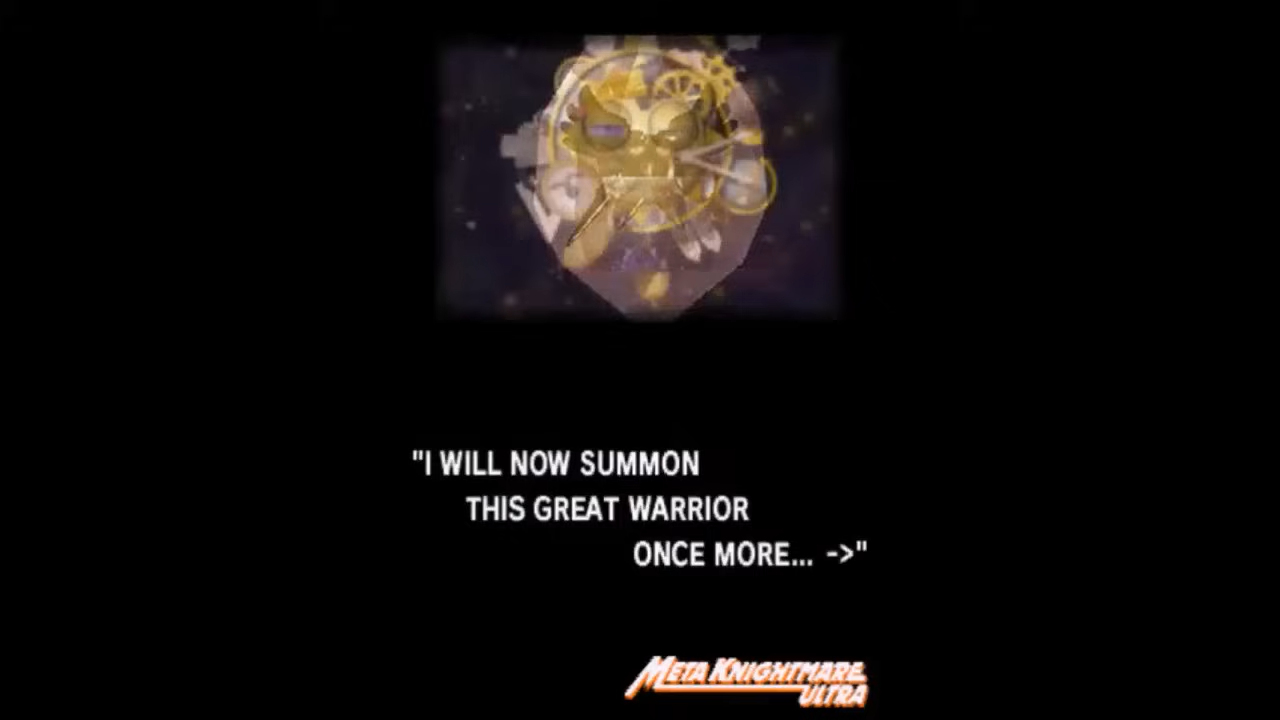 "I WILL NOW SUMMON
THIS GREAT WARRIOR
ONCE MORE... ->"
META KNIGHTMARE
ULTRA